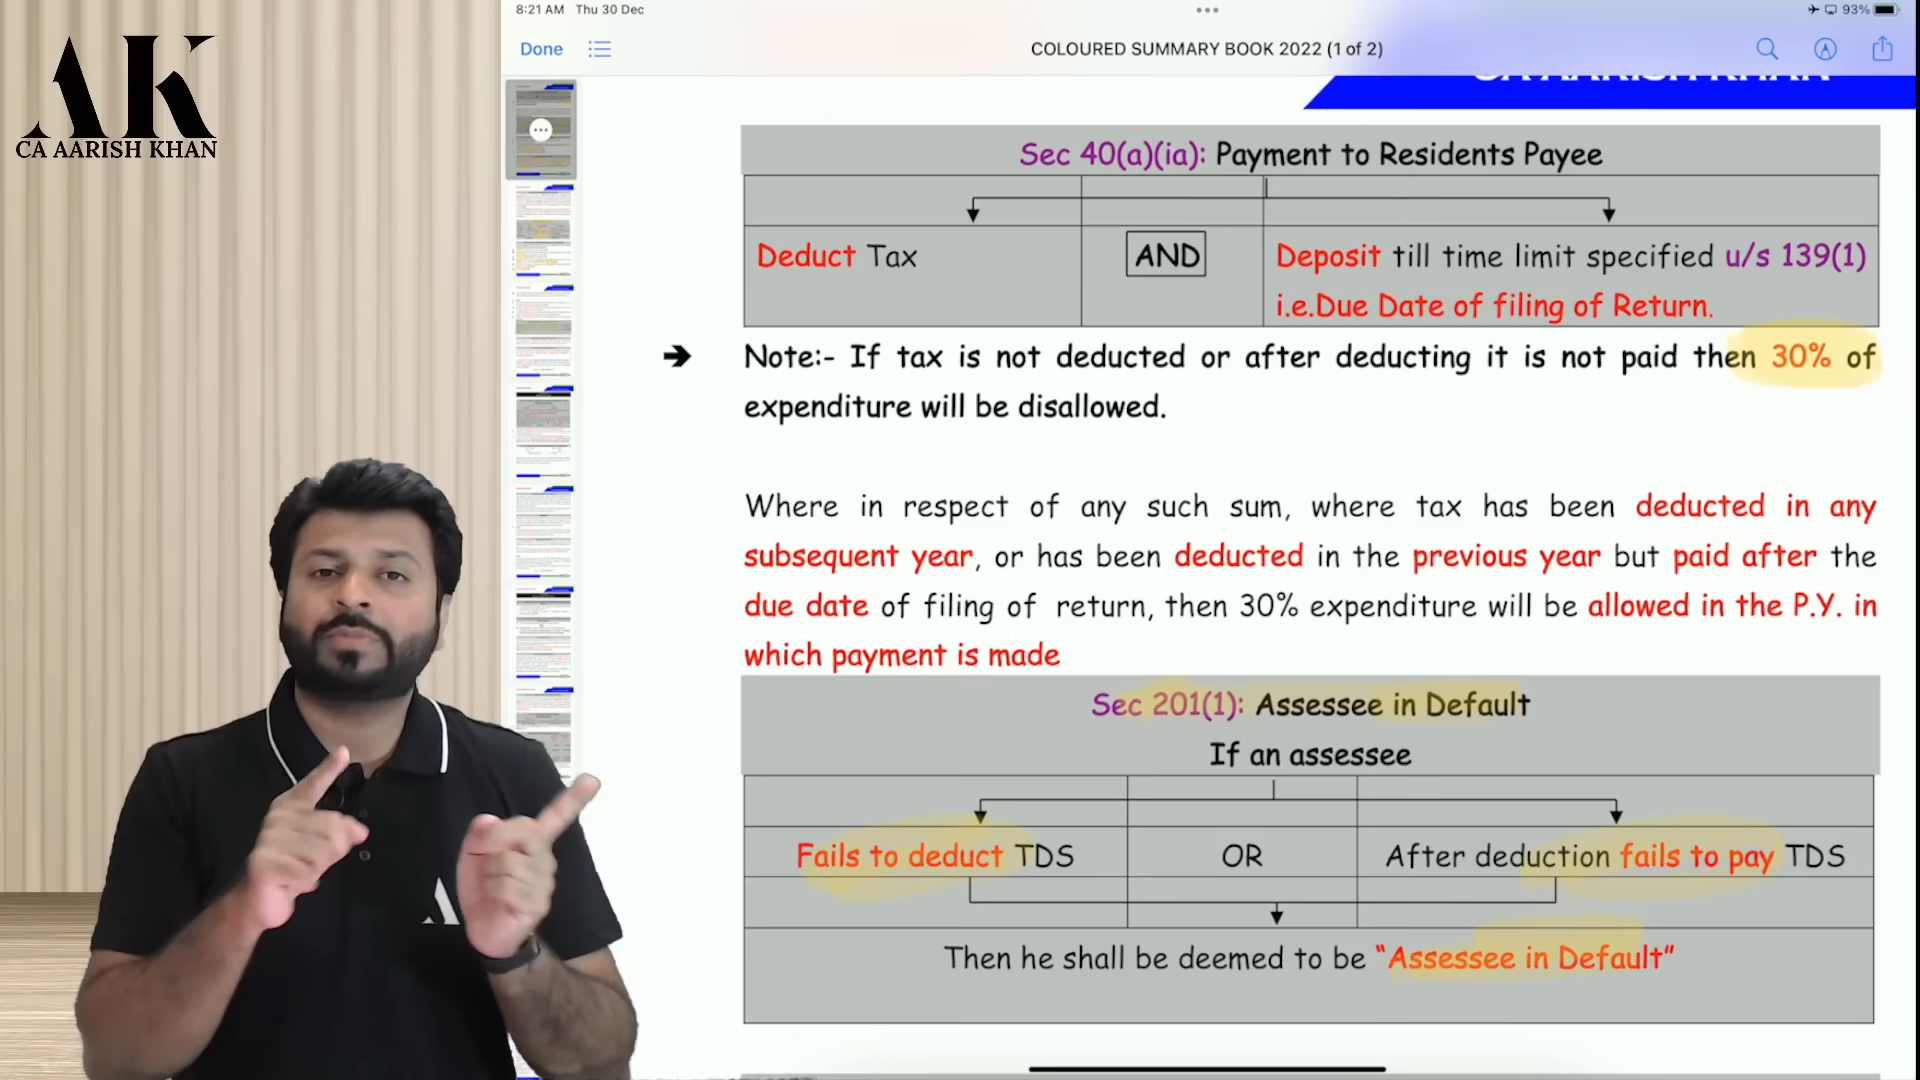 AK
CA AARISH KHAN
8:21 AM Thu 30 Dec
93%
Done
COLOURED SUMMARY BOOK 2022 (1 of 2)
CA AARISH KHAN
Sec 40(a)(ia): Payment to Residents Payee
Deduct Tax
AND
Deposit till time limit specified u/s 139(1)
i.e.Due Date of filing of Return.
Note:- If tax is not deducted or after deducting it is not paid then 30% of
expenditure will be disallowed.
Where in respect of any such sum, where tax has been deducted in any
subsequent year, or has been deducted in the previous year but paid after the
due date of filing of return, then 30% expenditure will be allowed in the P.Y. in
which payment is made
Sec 201(1): Assessee in Default
If an assessee
Fails to deduct TDS
OR
After deduction fails to pay TDS
Then he shall be deemed to be “Assessee in Default”